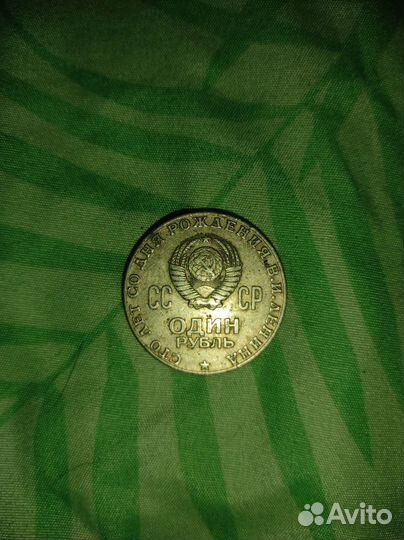 СТО ЛЕТ СО ДНЯ РОЖДЕНИЯ В.И.ЛЕНИНА
СС СР
ОДИН
РУБЛЬ
Avito